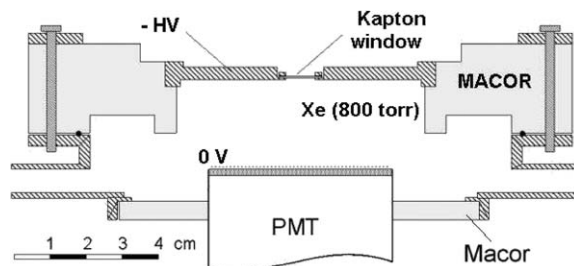 - HV
Kapton
window
MACOR
Xe (800 torr)
0 V
PMT
1 2 3 4 cm
Macor